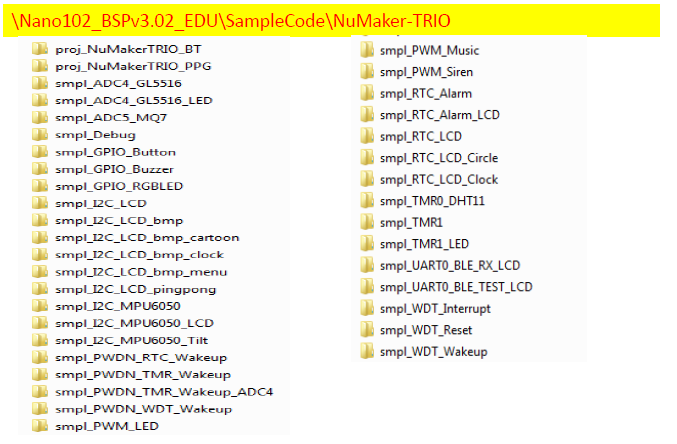 \Nano102_BSPv3.02_EDU\SampleCode\NuMaker-TRIO
proj_NuMakerTRIO_BT
proj_NuMakerTRIO_PPG
smpl_ADC4_GL5516
smpl_ADC4_GL5516_LED
smpl_ADC5_MQ7
smpl_Debug
smpl_GPIO_Button
smpl_GPIO_Buzzer
smpl_GPIO_RGBLED
smpl_I2C_LCD
smpl_I2C_LCD_bmp
smpl_I2C_LCD_bmp_cartoon
smpl_I2C_LCD_bmp_clock
smpl_I2C_LCD_bmp_menu
smpl_I2C_LCD_pingpong
smpl_I2C_MPU6050
smpl_I2C_MPU6050_LCD
smpl_I2C_MPU6050_Tilt
smpl_PWDN_RTC_Wakeup
smpl_PWDN_TMR_Wakeup
smpl_PWDN_TMR_Wakeup_ADC4
smpl_PWDN_WDT_Wakeup
smpl_PWM_LED
smpl_PWM_Music
smpl_PWM_Siren
smpl_RTC_Alarm
smpl_RTC_Alarm_LCD
smpl_RTC_LCD
smpl_RTC_LCD_Circle
smpl_RTC_LCD_Clock
smpl_TMR0_DHT11
smpl_TMR1
smpl_TMR1_LED
smpl_UART0_BLE_RX_LCD
smpl_UART0_BLE_TEST_LCD
smpl_WDT_Interrupt
smpl_WDT_Reset
smpl_WDT_Wakeup